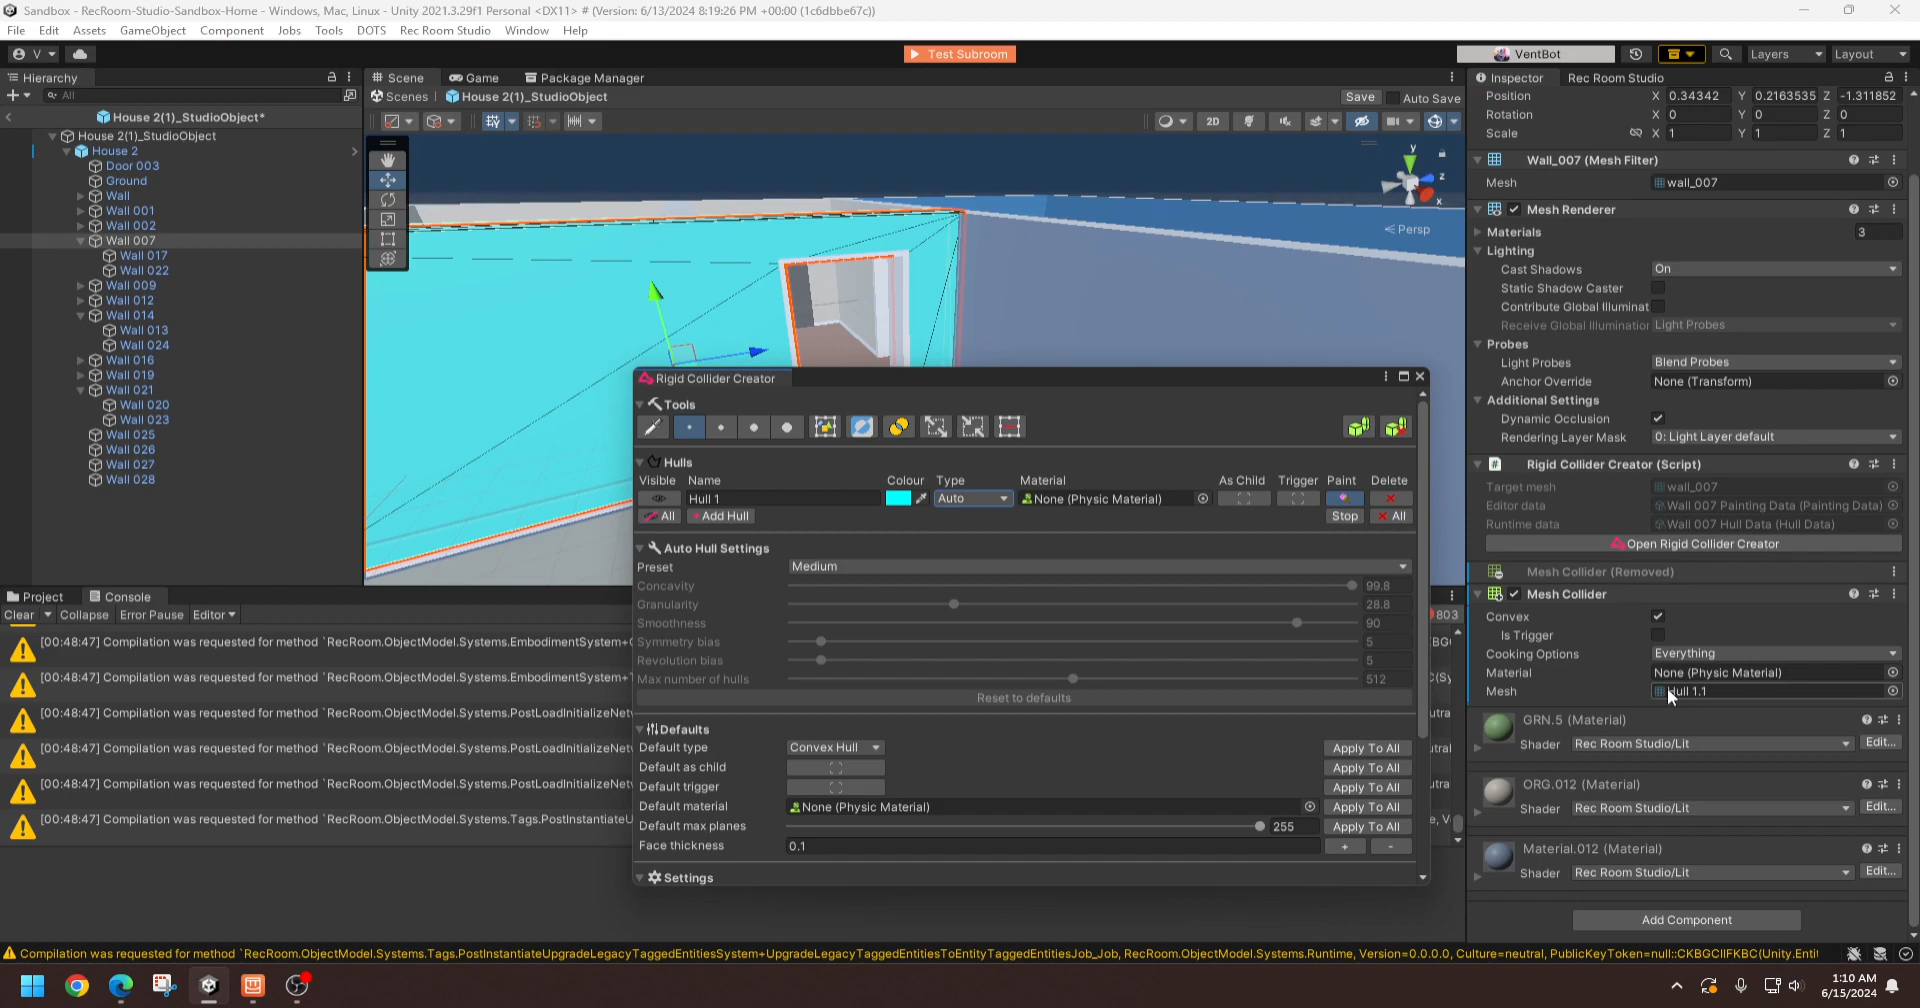 Sandbox - RecRoom-Studio-Sandbox-Home - Windows, Mac, Linux - Unity 2021.3.29f1 Personal <DX11> # (Version: 6/13/2024 8:19:26 PM +00:00 (1c6dbbe67c))
File Edit Assets GameObject Component Jobs Tools DOTS Rec Room Studio Window Help
V Test Subroom VentBot Layers Layout
Hierarchy Scene Game Package Manager Inspector Rec Room Studio
All
Scenes House 2(1)_StudioObject Save Auto Save
House 2(1)_StudioObject*
2D
House 2(1)_StudioObject
House 2
Door 003
Ground
Wall
Wall 001
Wall 002
Wall 007
Wall 017
Wall 022
Wall 009
Wall 012
Wall 014
Wall 013
Wall 024
Wall 016
Wall 019
Wall 021
Wall 020
Wall 023
Wall 025
Wall 026
Wall 027
Wall 028
y
z
x
Persp
Project Console
Clear Collapse Error Pause Editor 803
[00:48:47] Compilation was requested for method `RecRoom.ObjectModel.Systems.EmbodimentSystem+
[00:48:47] Compilation was requested for method `RecRoom.ObjectModel.Systems.EmbodimentSystem+
[00:48:47] Compilation was requested for method `RecRoom.ObjectModel.Systems.PostLoadInitializeNet
[00:48:47] Compilation was requested for method `RecRoom.ObjectModel.Systems.PostLoadInitializeNet
[00:48:47] Compilation was requested for method `RecRoom.ObjectModel.Systems.PostLoadInitializeNet
[00:48:47] Compilation was requested for method `RecRoom.ObjectModel.Systems.Tags.PostInstantiateU
Rigid Collider Creator
Tools
Hulls
Visible Name Colour Type Material As Child Trigger Paint Delete
Hull 1 Auto None (Physic Material)
All Add Hull Stop All
Auto Hull Settings
Preset Medium
Concavity 99.8
Granularity 28.8
Smoothness 90
Symmetry bias 5
Revolution bias 5
Max number of hulls 512
Reset to defaults
Defaults
Default type Convex Hull Apply To All
Default as child Apply To All
Default trigger Apply To All
Default material None (Physic Material) Apply To All
Default max planes 255 Apply To All
Face thickness 0.1 + -
Settings
Position X 0.34342 Y 0.2163535 Z -1.311852
Rotation X 0 Y 0 Z 0
Scale X 1 Y 1 Z 1
Wall_007 (Mesh Filter)
Mesh wall_007
Mesh Renderer
Materials 3
Lighting
Cast Shadows On
Static Shadow Caster
Contribute Global Illuminat
Receive Global Illumination Light Probes
Probes
Light Probes Blend Probes
Anchor Override None (Transform)
Additional Settings
Dynamic Occlusion
Rendering Layer Mask 0: Light Layer default
Rigid Collider Creator (Script)
Target mesh wall_007
Editor data Wall 007 Painting Data (Painting Data)
Runtime data Wall 007 Hull Data (Hull Data)
Open Rigid Collider Creator
Mesh Collider (Removed)
Mesh Collider
Convex
Is Trigger
Cooking Options Everything
Material None (Physic Material)
Mesh Hull 1.1
GRN.5 (Material)
Shader Rec Room Studio/Lit Edit...
ORG.012 (Material)
Shader Rec Room Studio/Lit Edit...
Material.012 (Material)
Shader Rec Room Studio/Lit Edit...
Add Component
Compilation was requested for method `RecRoom.ObjectModel.Systems.Tags.PostInstantiateUpgradeLegacyTaggedEntitiesSystem+UpgradeLegacyTaggedEntitiesToEntityTaggedEntitiesJob_Job, RecRoom.ObjectModel.Systems.Runtime, Version=0.0.0.0, Culture=neutral, PublicKeyToken=null::CKBGCIIFKBC(Unity.Entit
1:10 AM
6/15/2024